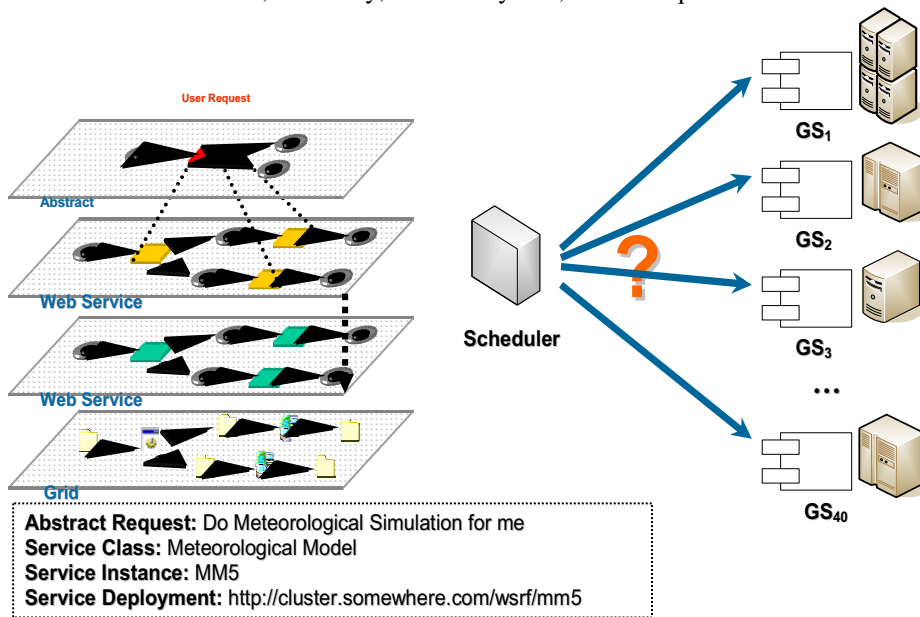 User Request
Abstract
Web Service
Web Service
Grid
Scheduler
?
GS1
GS2
GS3
...
GS40
Abstract Request: Do Meteorological Simulation for me
Service Class: Meteorological Model
Service Instance: MM5
Service Deployment: http://cluster.somewhere.com/wsrf/mm5